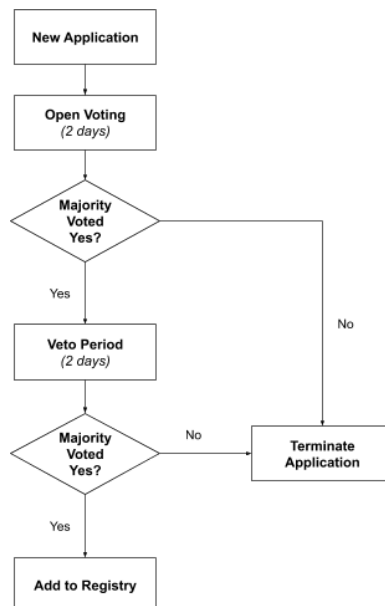 New Application
Open Voting
(2 days)
Majority
Voted
Yes?
Yes
No
Veto Period
(2 days)
Majority
Voted
Yes?
No
Terminate
Application
Yes
Add to Registry